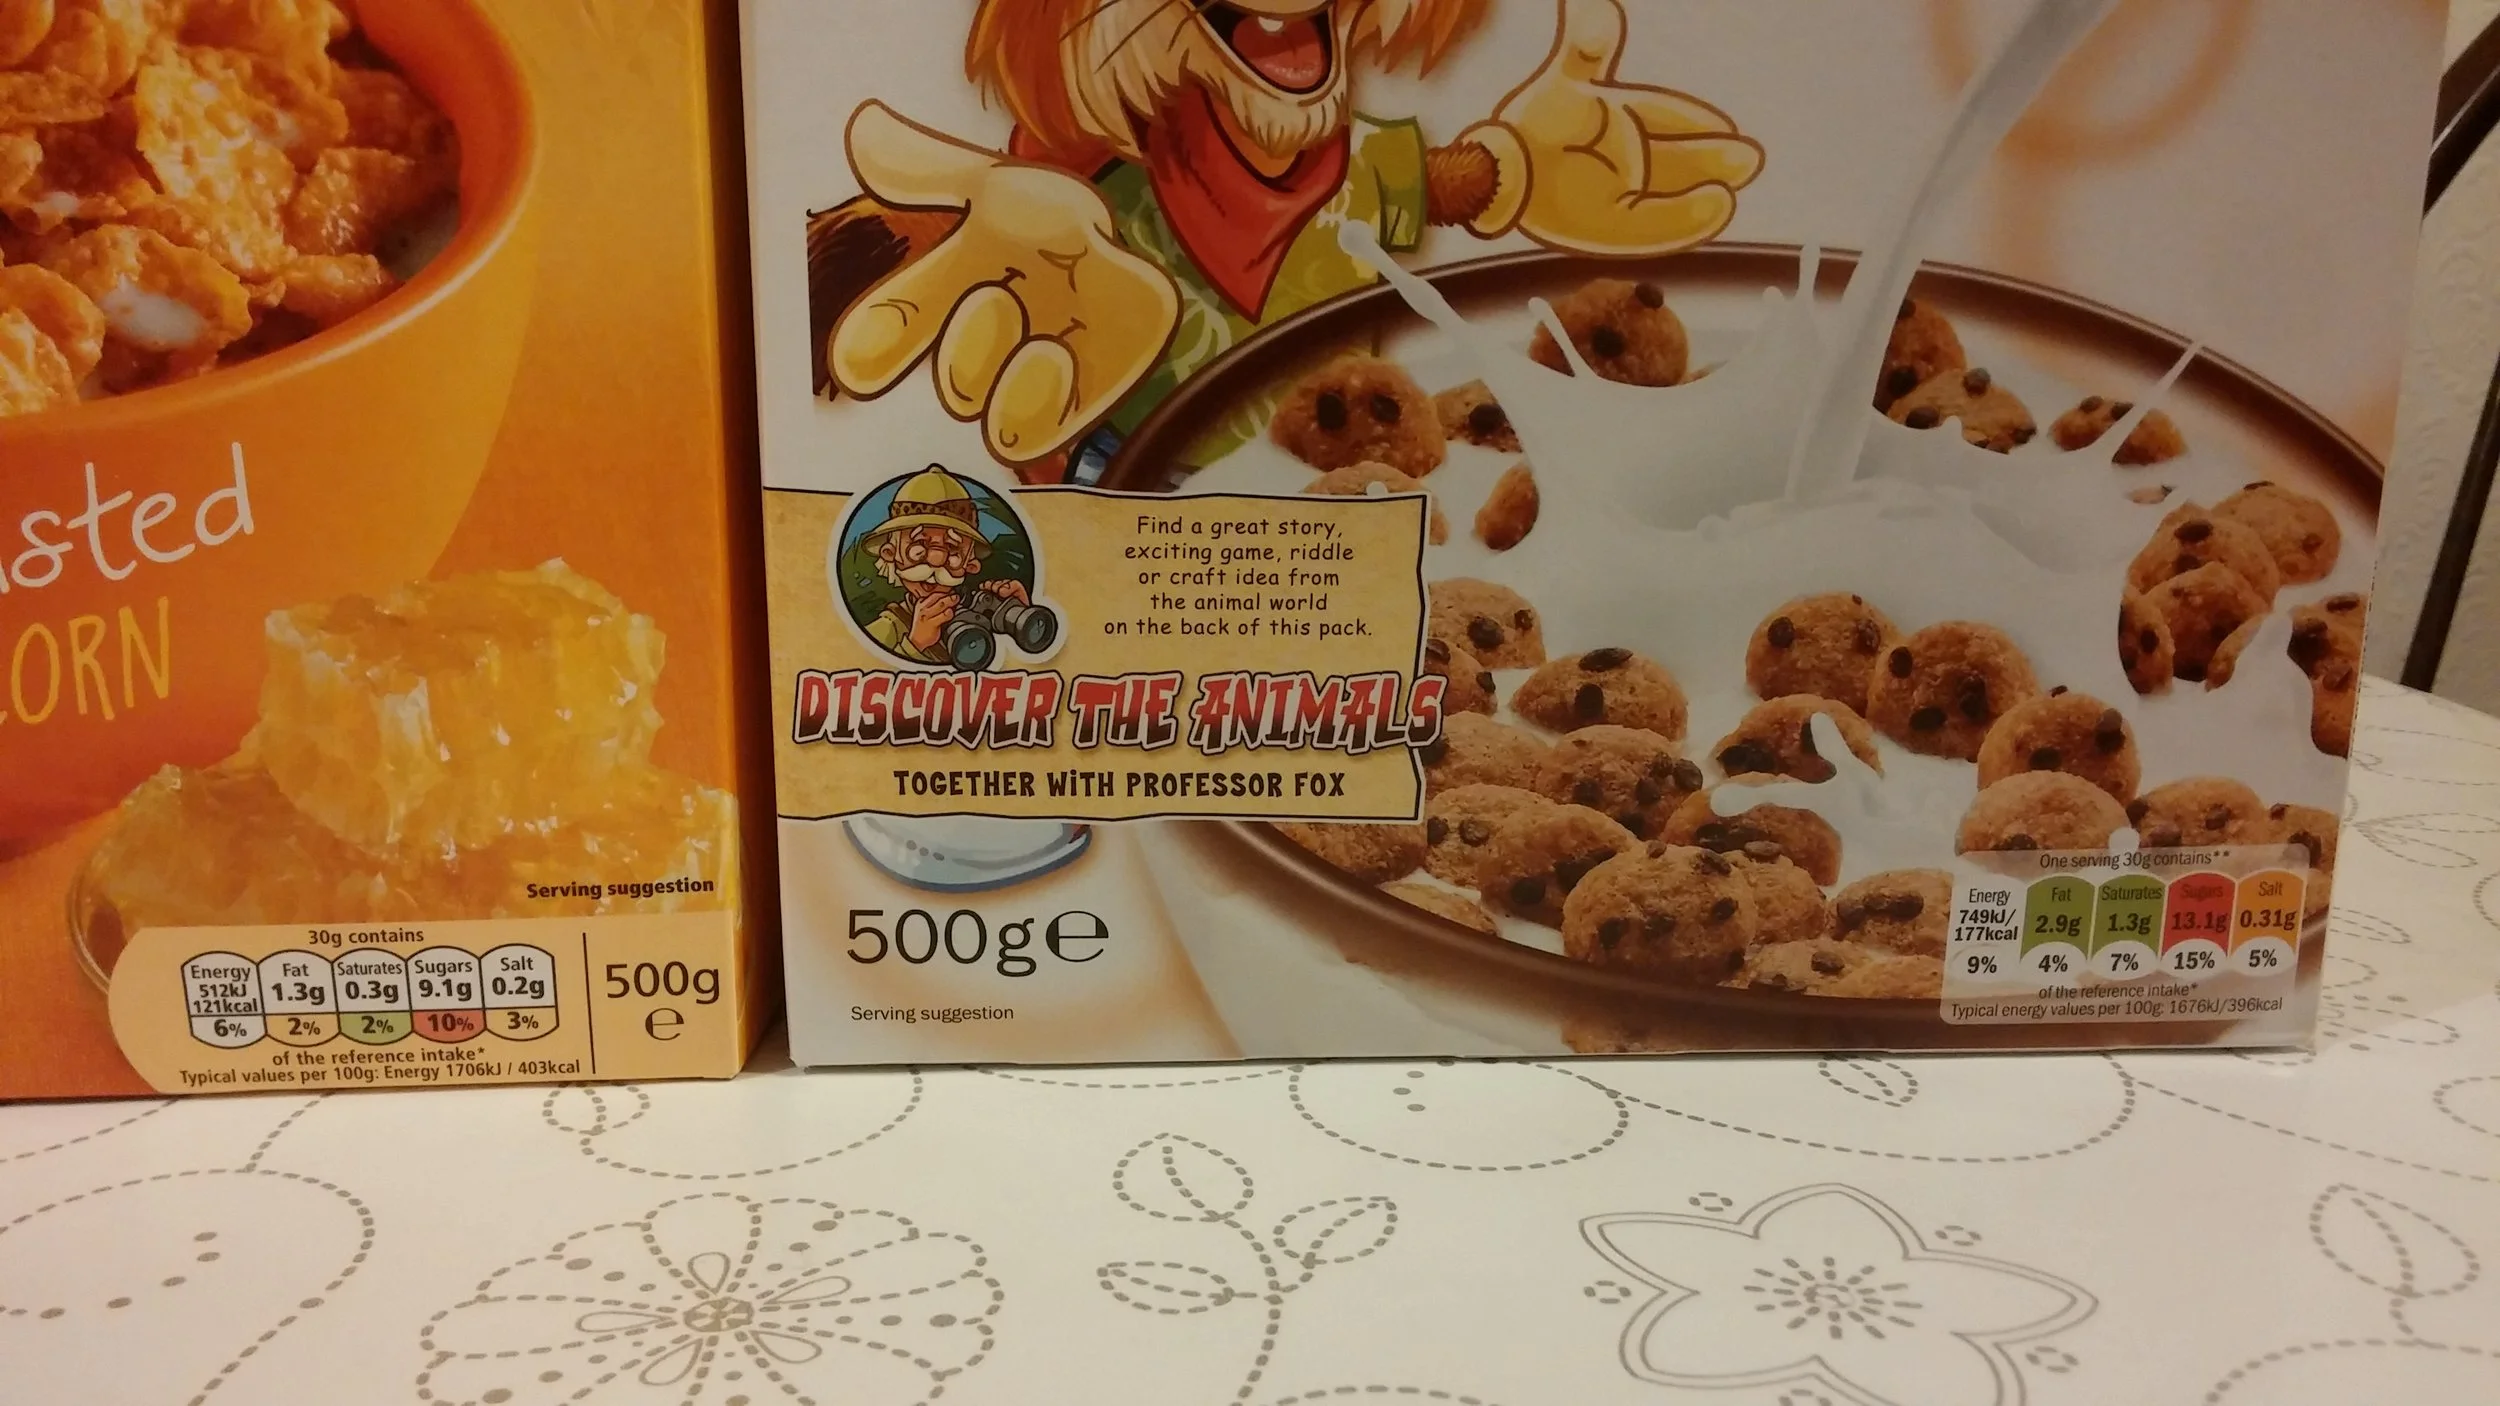 sted
ORN
Serving suggestion
30g contains
Energy 512kJ 121kcal 6%
Fat 1.3g 2%
Saturates 0.3g 2%
Sugars 9.1g 10%
Salt 0.2g 3%
of the reference intake*
Typical values per 100g: Energy 1706kJ / 403kcal
500g
e
Find a great story,
exciting game, riddle
or craft idea from
the animal world
on the back of this pack.
DISCOVER THE ANIMALS
TOGETHER WiTH PROFESSOR FOX
500g e
Serving suggestion
One serving 30g contains**
Energy 749kJ/ 177kcal 9%
Fat 2.9g 4%
Saturates 1.3g 7%
Sugars 13.1g 15%
Salt 0.31g 5%
of the reference intake*
Typical energy values per 100g: 1676kJ/396kcal